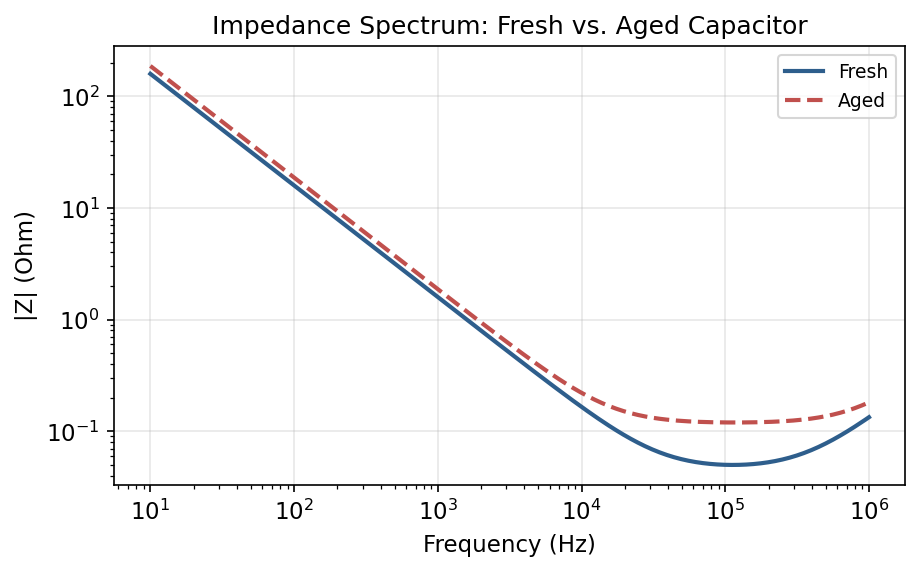 Impedance Spectrum: Fresh vs. Aged Capacitor
Fresh
Aged
|Z| (Ohm)
10²
10¹
10⁰
10⁻¹
10¹ 10² 10³ 10⁴ 10⁵ 10⁶
Frequency (Hz)